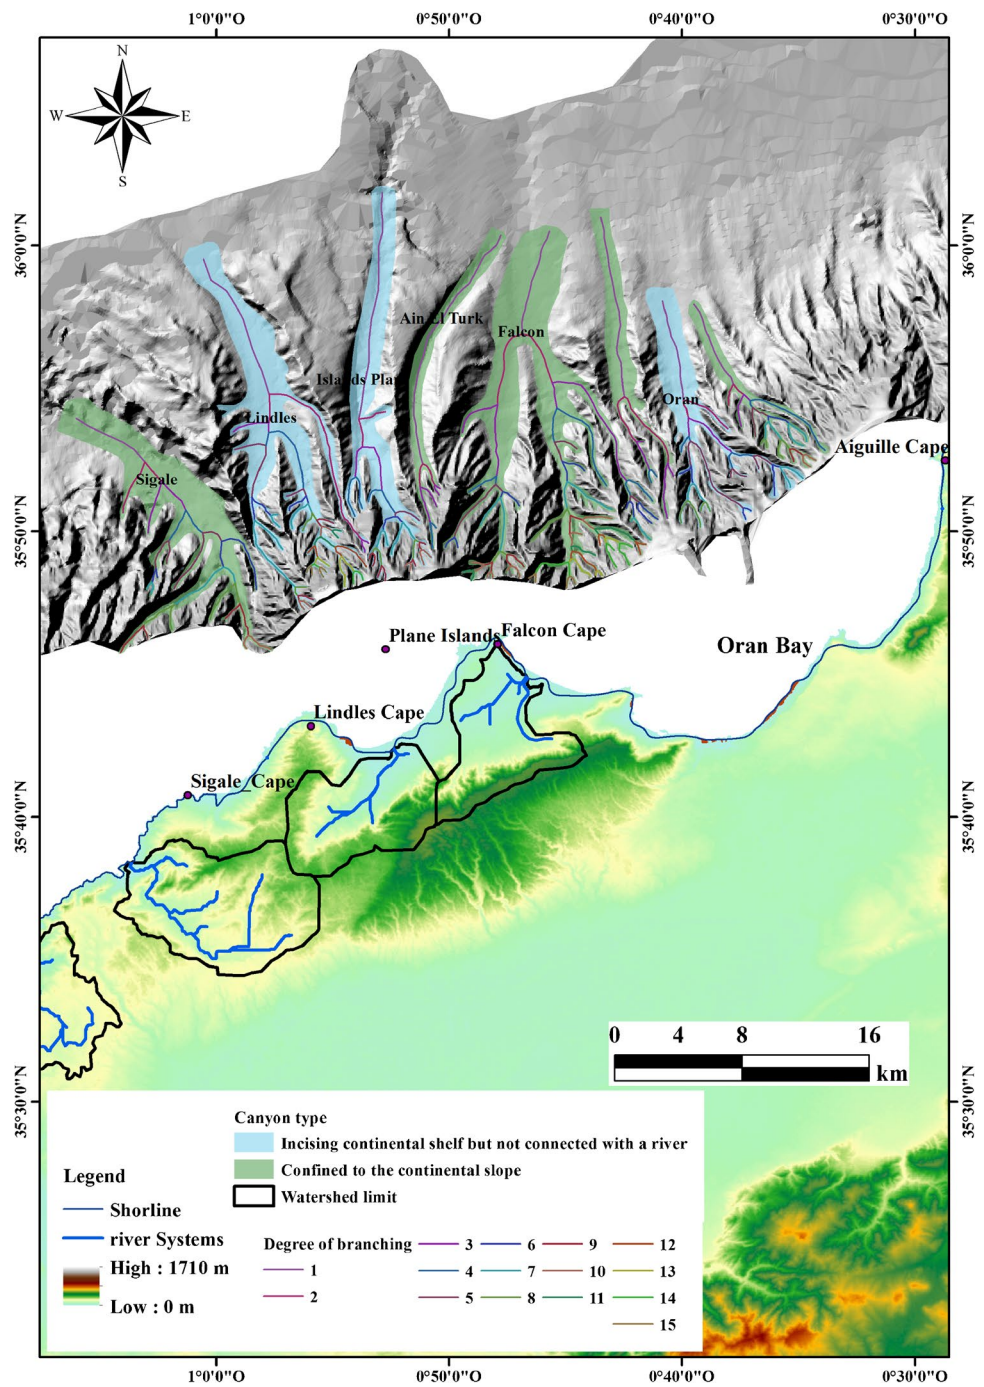 1°0'0"O 0°50'0"O 0°40'0"O 0°30'0"O
N
W E
S
36°0'0"N 36°0'0"N
Ain El Turk
Falcon
Islands Pla
Oran
Lindles
Aiguille Cape
Sigale
35°50'0"N 35°50'0"N
Plane Islands
Falcon Cape
Oran Bay
Lindles Cape
Sigale_Cape
35°40'0"N 35°40'0"N
0 4 8 16
km
35°30'0"N 35°30'0"N
Canyon type
Incising continental shelf but not connected with a river
Confined to the continental slope
Watershed limit
Legend
Shorline
river Systems
High : 1710 m
Low : 0 m
Degree of branching
1
2
3
4
5
6
7
8
9
10
11
12
13
14
15
1°0'0"O 0°50'0"O 0°40'0"O 0°30'0"O